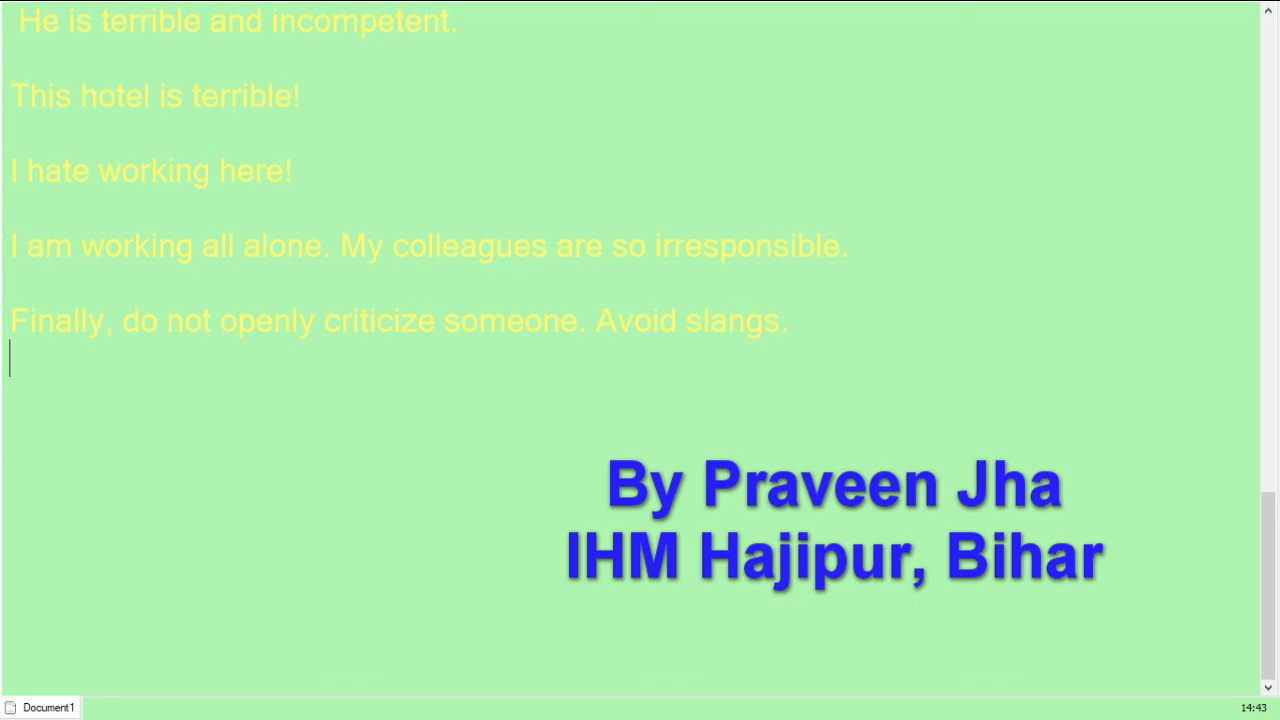 He is terrible and incompetent.
This hotel is terrible!
I hate working here!
I am working all alone. My colleagues are so irresponsible.
Finally, do not openly criticize someone. Avoid slangs.
By Praveen Jha
IHM Hajipur, Bihar
Document1
14:43